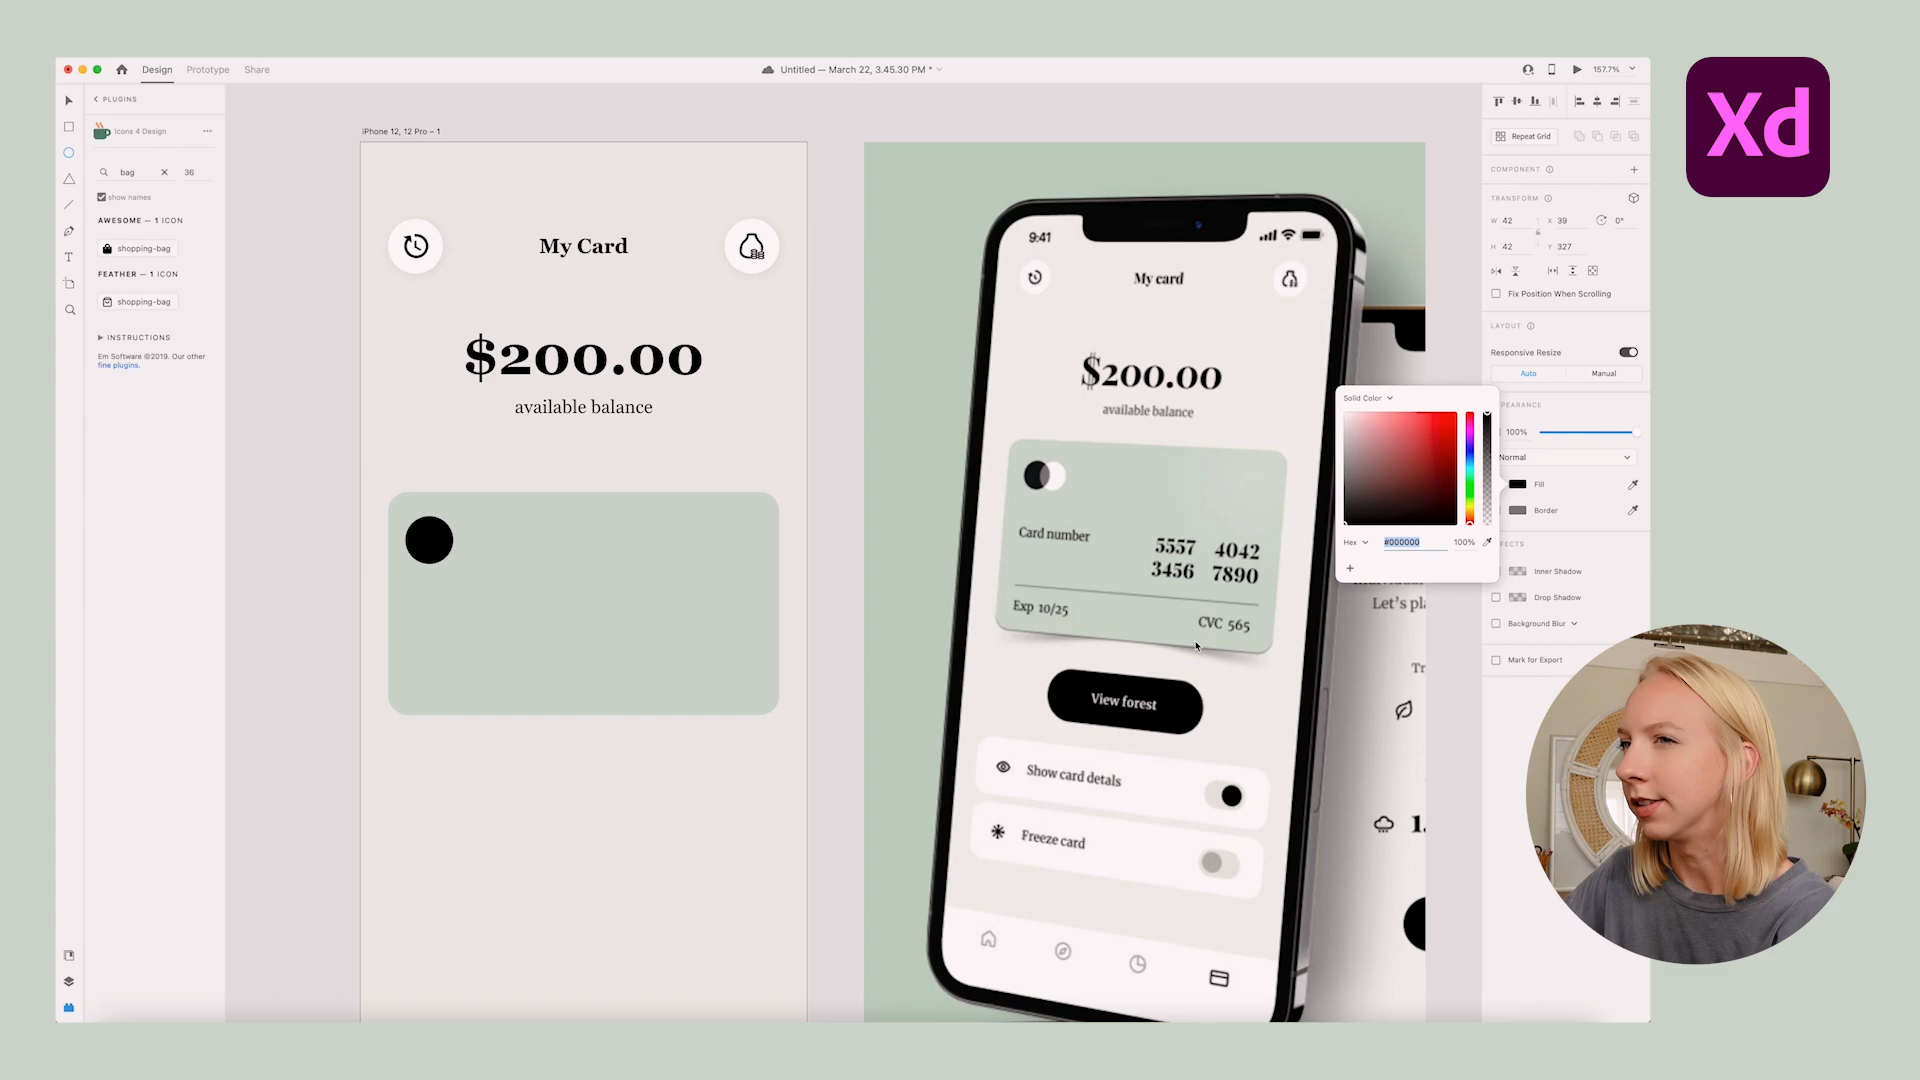 Design Prototype Share
Untitled — March 22, 3.45.30 PM *
157.7%
Xd
PLUGINS
Icons 4 Design
bag
36
show names
AWESOME — 1 ICON
shopping-bag
FEATHER — 1 ICON
shopping-bag
INSTRUCTIONS
Em Software ©2019. Our other
fine plugins.
iPhone 12, 12 Pro – 1
My Card
$200.00
available balance
9:41
My card
$200.00
available balance
Card number
5557 4042
3456 7890
Exp 10/25
CVC 565
View forest
Show card detals
Freeze card
Let's pl
Tr
1.
Solid Color
Hex
#000000
100%
Repeat Grid
COMPONENT
TRANSFORM
W 42
X 39
0°
H 42
Y 327
Fix Position When Scrolling
LAYOUT
Responsive Resize
Auto
Manual
PEARANCE
100%
Normal
Fill
Border
FECTS
Inner Shadow
Drop Shadow
Background Blur
Mark for Export